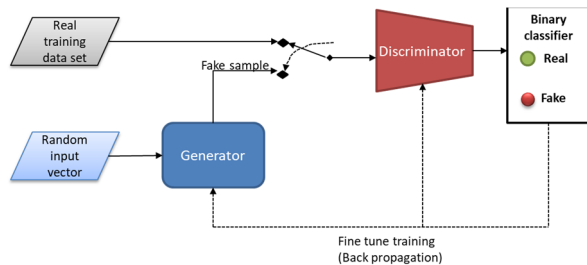 Real
training
data set
Fake sample
Discriminator
Binary
classifier
Real
Fake
Random
input
vector
Generator
Fine tune training
(Back propagation)